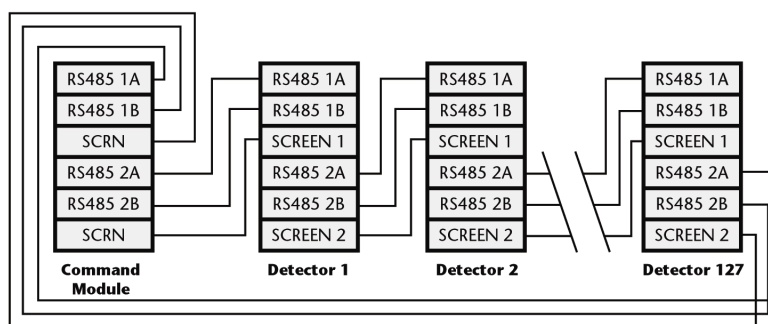 RS485 1A
RS485 1B
SCRN
RS485 2A
RS485 2B
SCRN
Command
Module
RS485 1A
RS485 1B
SCREEN 1
RS485 2A
RS485 2B
SCREEN 2
Detector 1
RS485 1A
RS485 1B
SCREEN 1
RS485 2A
RS485 2B
SCREEN 2
Detector 2
RS485 1A
RS485 1B
SCREEN 1
RS485 2A
RS485 2B
SCREEN 2
Detector 127